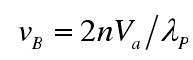 v_B = 2nV_a/λ_P